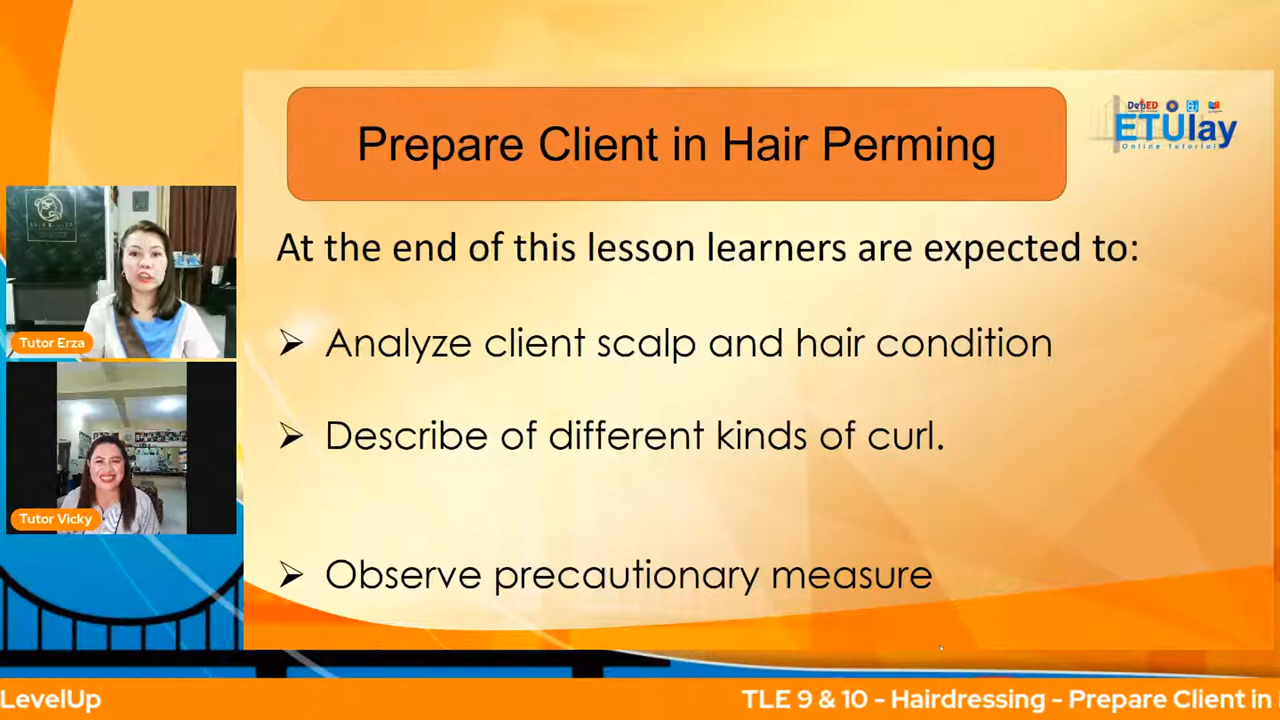 Prepare Client in Hair Perming
DepED
ETUlay
Online Tutorial
At the end of this lesson learners are expected to:
Analyze client scalp and hair condition
Describe of different kinds of curl.
Observe precautionary measure
Tutor Erza
Tutor Vicky
LevelUp
TLE 9 & 10 - Hairdressing - Prepare Client in